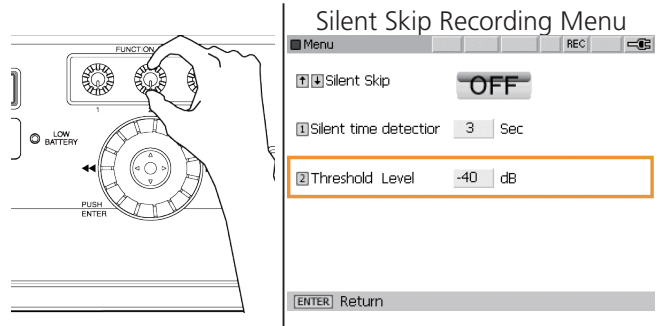 FUNCTION
1
LOW
BATTERY
PUSH
ENTER
Silent Skip Recording Menu
Menu
REC
Silent Skip
OFF
1 Silent time detectior 3 Sec
2 Threshold Level -40 dB
ENTER Return